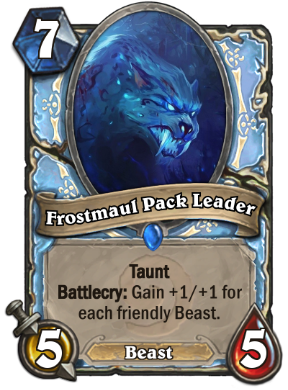 7
Frostmaul Pack Leader
Taunt
Battlecry: Gain +1/+1 for
each friendly Beast.
5
Beast
5